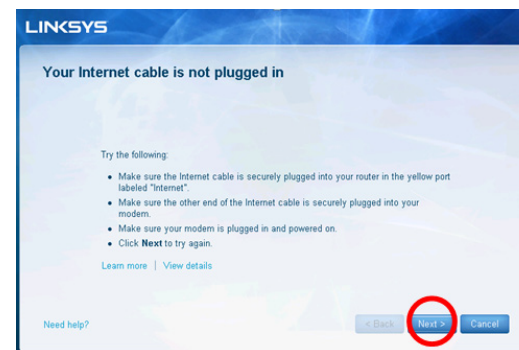 LINKSYS
Your Internet cable is not plugged in
Try the following:
• Make sure the Internet cable is securely plugged into your router in the yellow port
labeled "Internet".
• Make sure the other end of the Internet cable is securely plugged into your
modem.
• Make sure your modem is plugged in and powered on.
• Click Next to try again.
Learn more | View details
Need help? < Back Next > Cancel